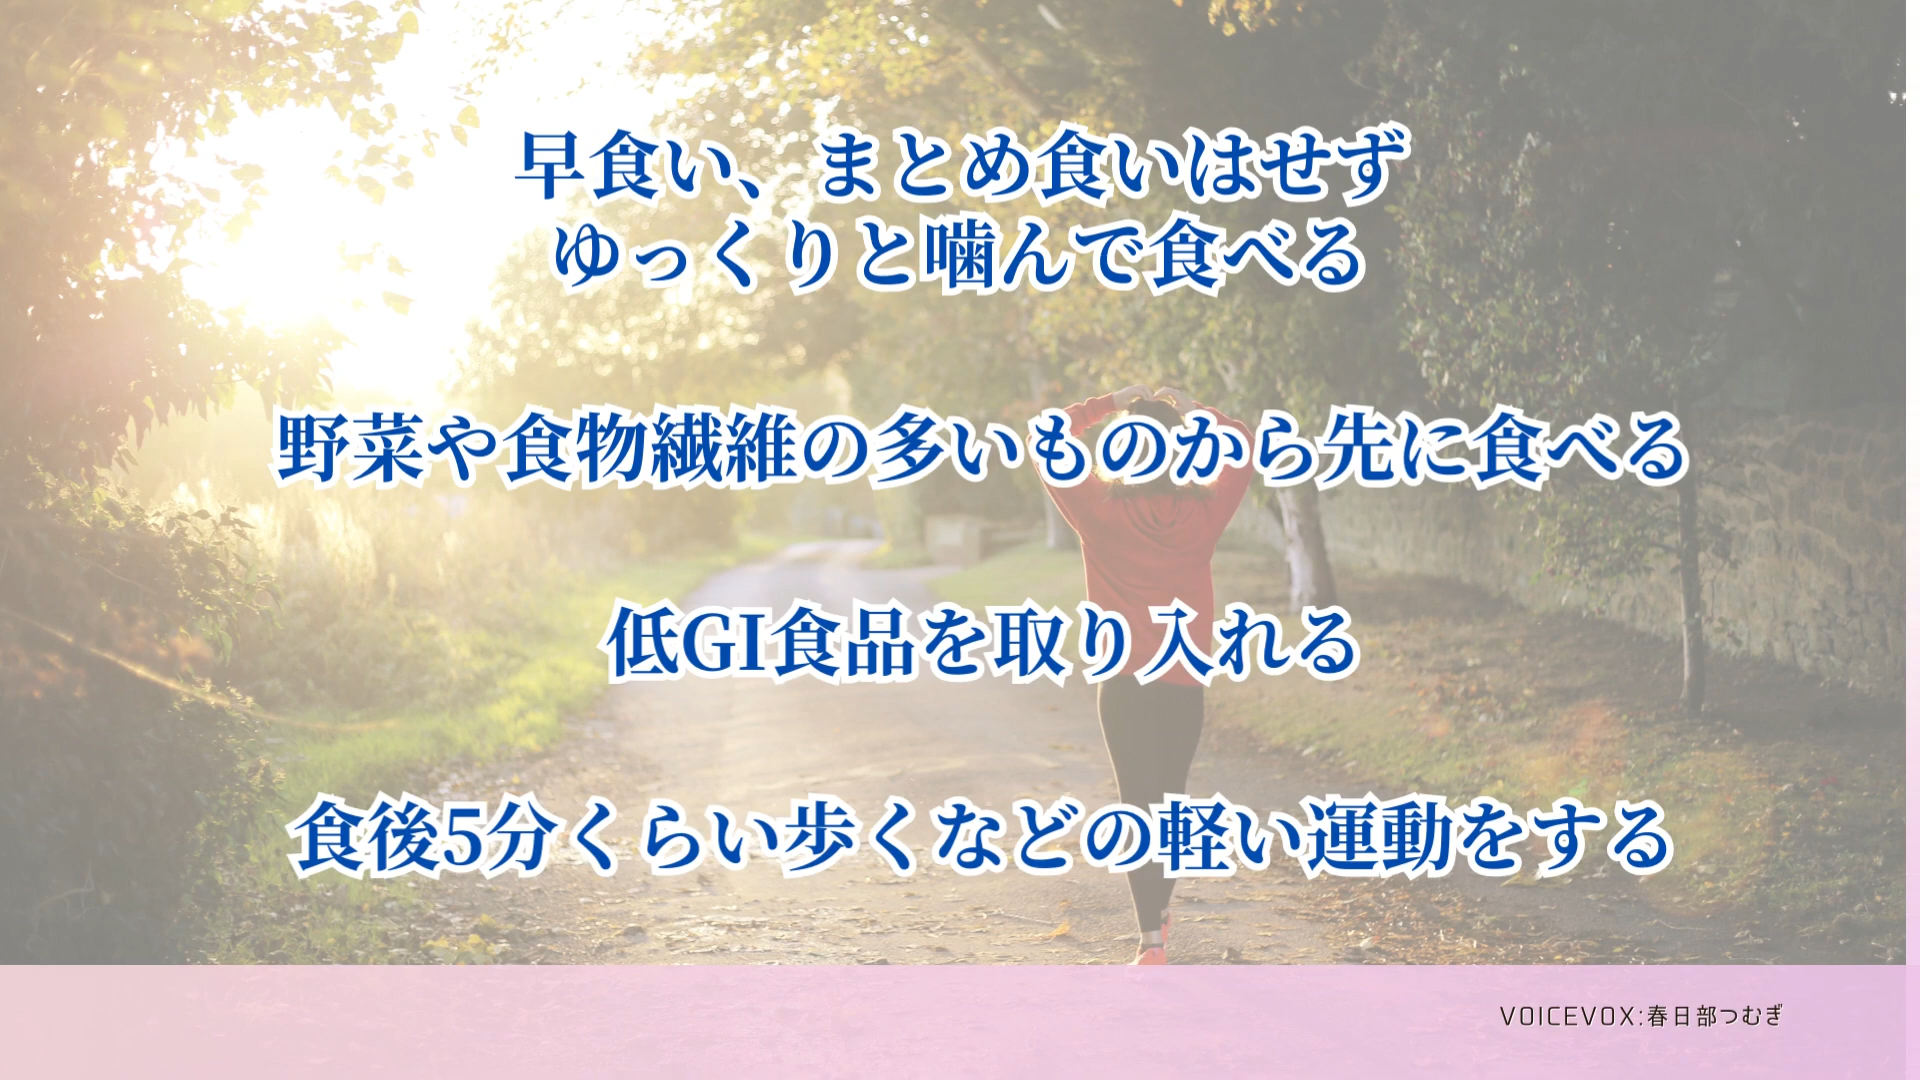 早食い、まとめ食いはせず
ゆっくりと噛んで食べる
野菜や食物繊維の多いものから先に食べる
低GI食品を取り入れる
食後5分くらい歩くなどの軽い運動をする
VOICEVOX:春日部つむぎ